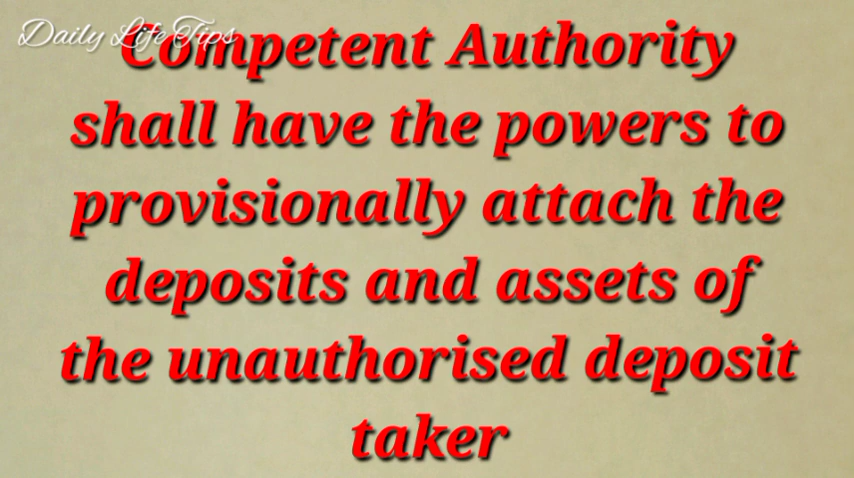 Daily Life Tips
Competent Authority
shall have the powers to
provisionally attach the
deposits and assets of
the unauthorised deposit
taker